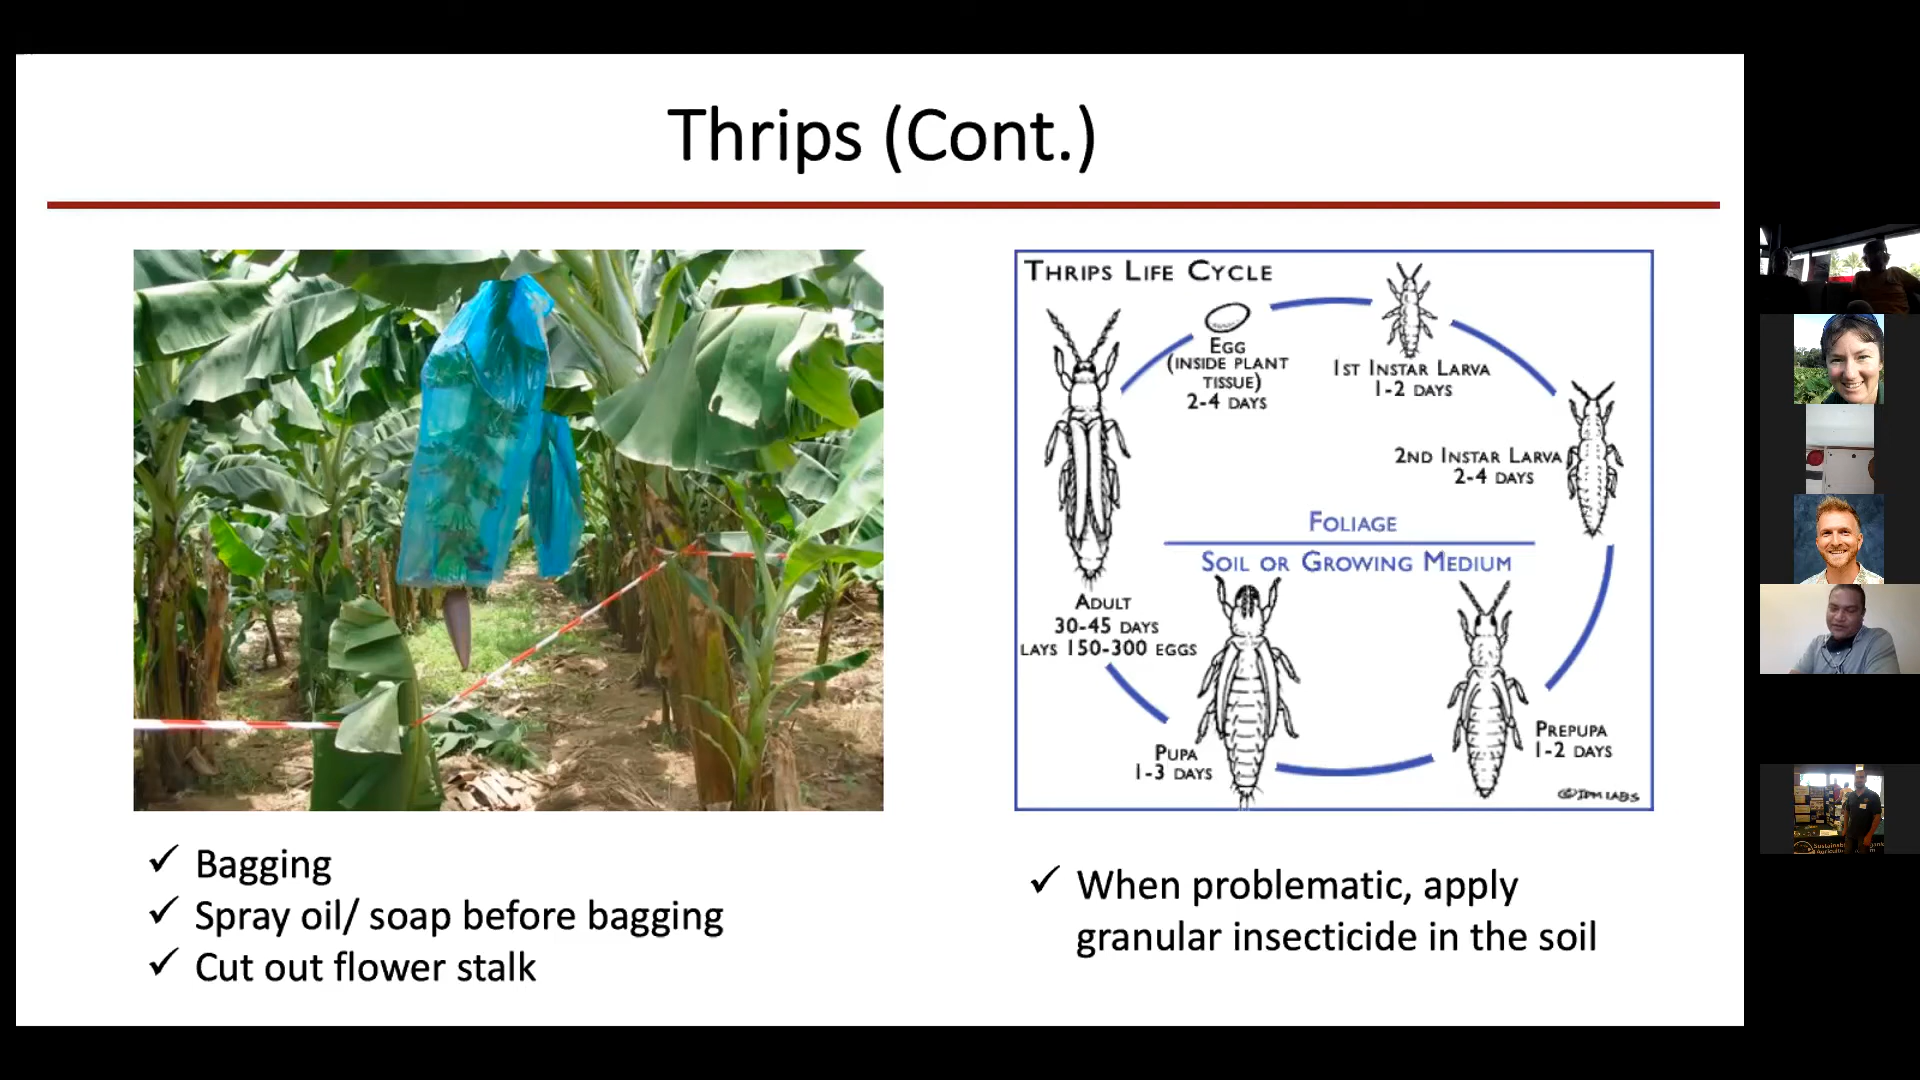 Thrips (Cont.)
THRIPS LIFE CYCLE
EGG
(INSIDE PLANT
TISSUE)
2-4 DAYS
1ST INSTAR LARVA
1-2 DAYS
2ND INSTAR LARVA
2-4 DAYS
FOLIAGE
SOIL OR GROWING MEDIUM
ADULT
30-45 DAYS
LAYS 150-300 EGGS
PREPUPA
1-2 DAYS
PUPA
1-3 DAYS
© IPM LABS
✓ Bagging
✓ Spray oil/ soap before bagging
✓ Cut out flower stalk
✓ When problematic, apply
granular insecticide in the soil